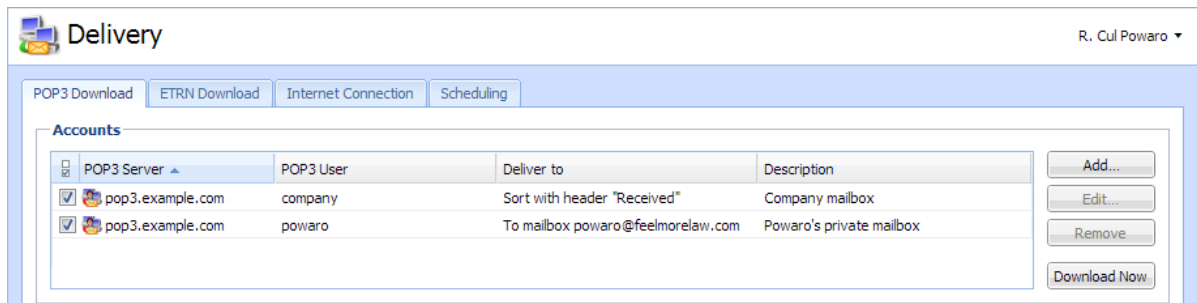 Delivery
R. Cul Powaro
POP3 Download ETRN Download Internet Connection Scheduling
Accounts
POP3 Server POP3 User Deliver to Description
pop3.example.com company Sort with header "Received" Company mailbox
pop3.example.com powaro To mailbox powaro@feelmorelaw.com Powaro's private mailbox
Add...
Edit...
Remove
Download Now